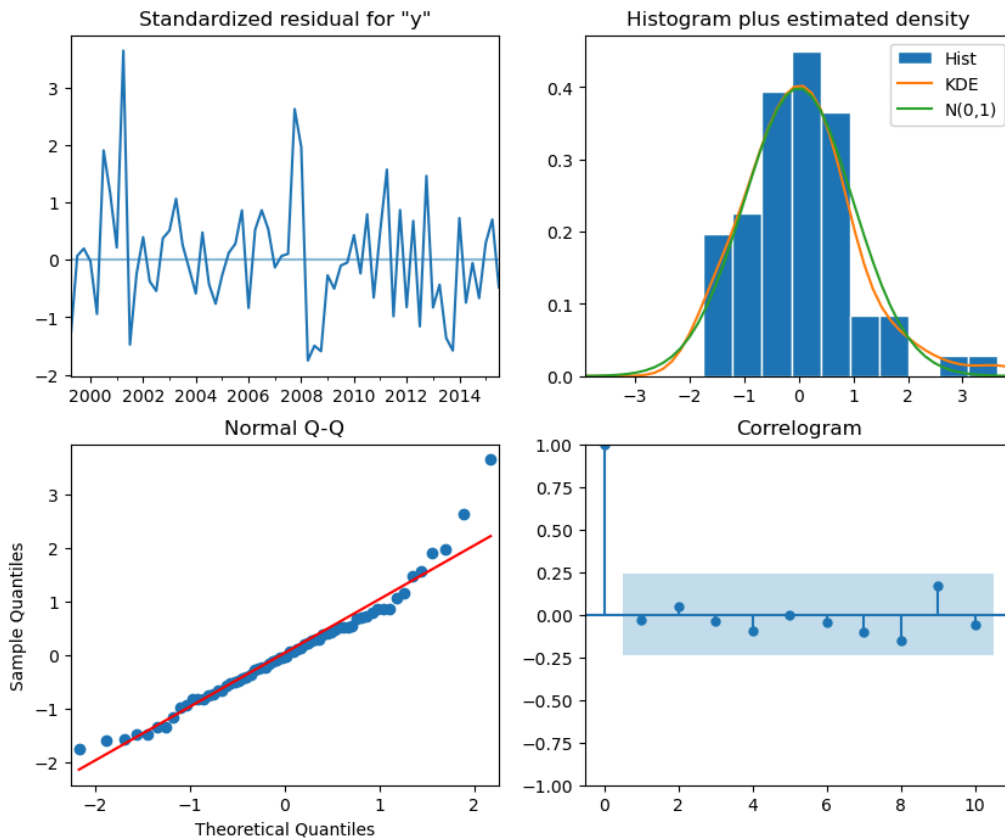 Standardized residual for "y"
3
2
1
0
−1
−2
2000 2002 2004 2006 2008 2010 2012 2014
Histogram plus estimated density
Hist
KDE
N(0,1)
0.4
0.3
0.2
0.1
0.0
−3 −2 −1 0 1 2 3
Normal Q-Q
Sample Quantiles
3
2
1
0
−1
−2
−2 −1 0 1 2
Theoretical Quantiles
Correlogram
1.00
0.75
0.50
0.25
0.00
−0.25
−0.50
−0.75
−1.00
0 2 4 6 8 10